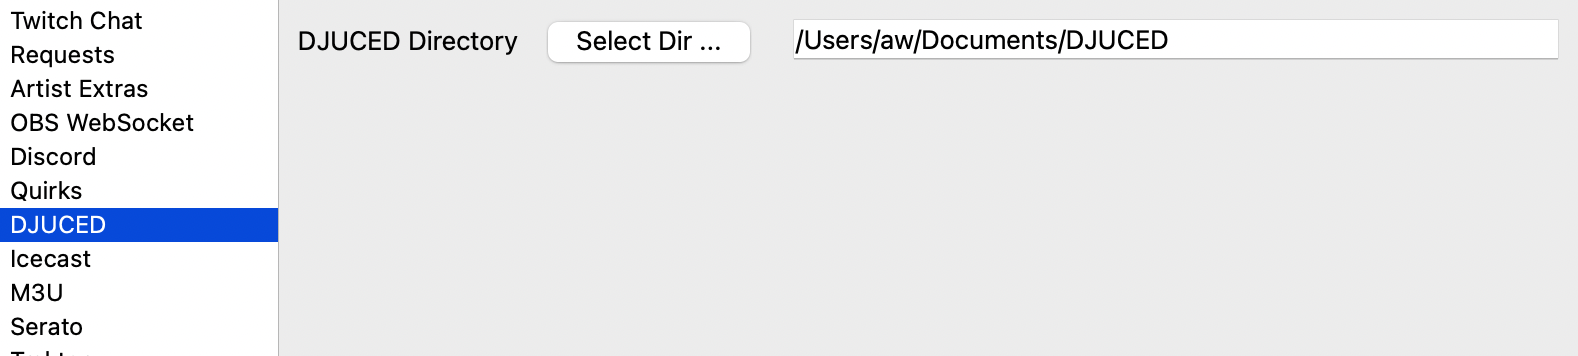 Twitch Chat
Requests
Artist Extras
OBS WebSocket
Discord
Quirks
DJUCED
Icecast
M3U
Serato
DJUCED Directory Select Dir ... /Users/aw/Documents/DJUCED